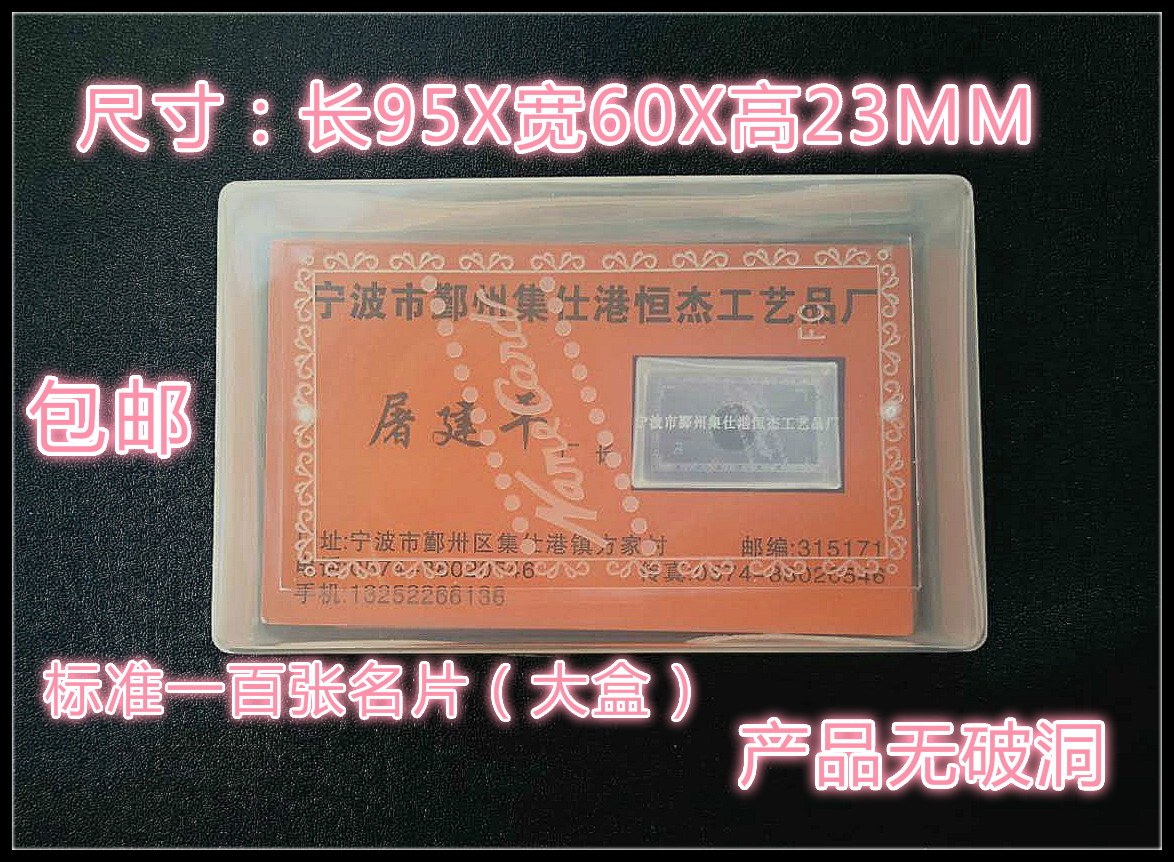 尺寸：长95X宽60X高23MM
宁波市鄞州集仕港恒杰工艺品厂
Name Card
宁波市鄞州集仕港恒杰工艺品厂
包邮
屠建
长
址:宁波市鄞州区集仕港镇方家村 邮编:315171
手机:13252266136
标准一百张名片（大盒）
产品无破洞